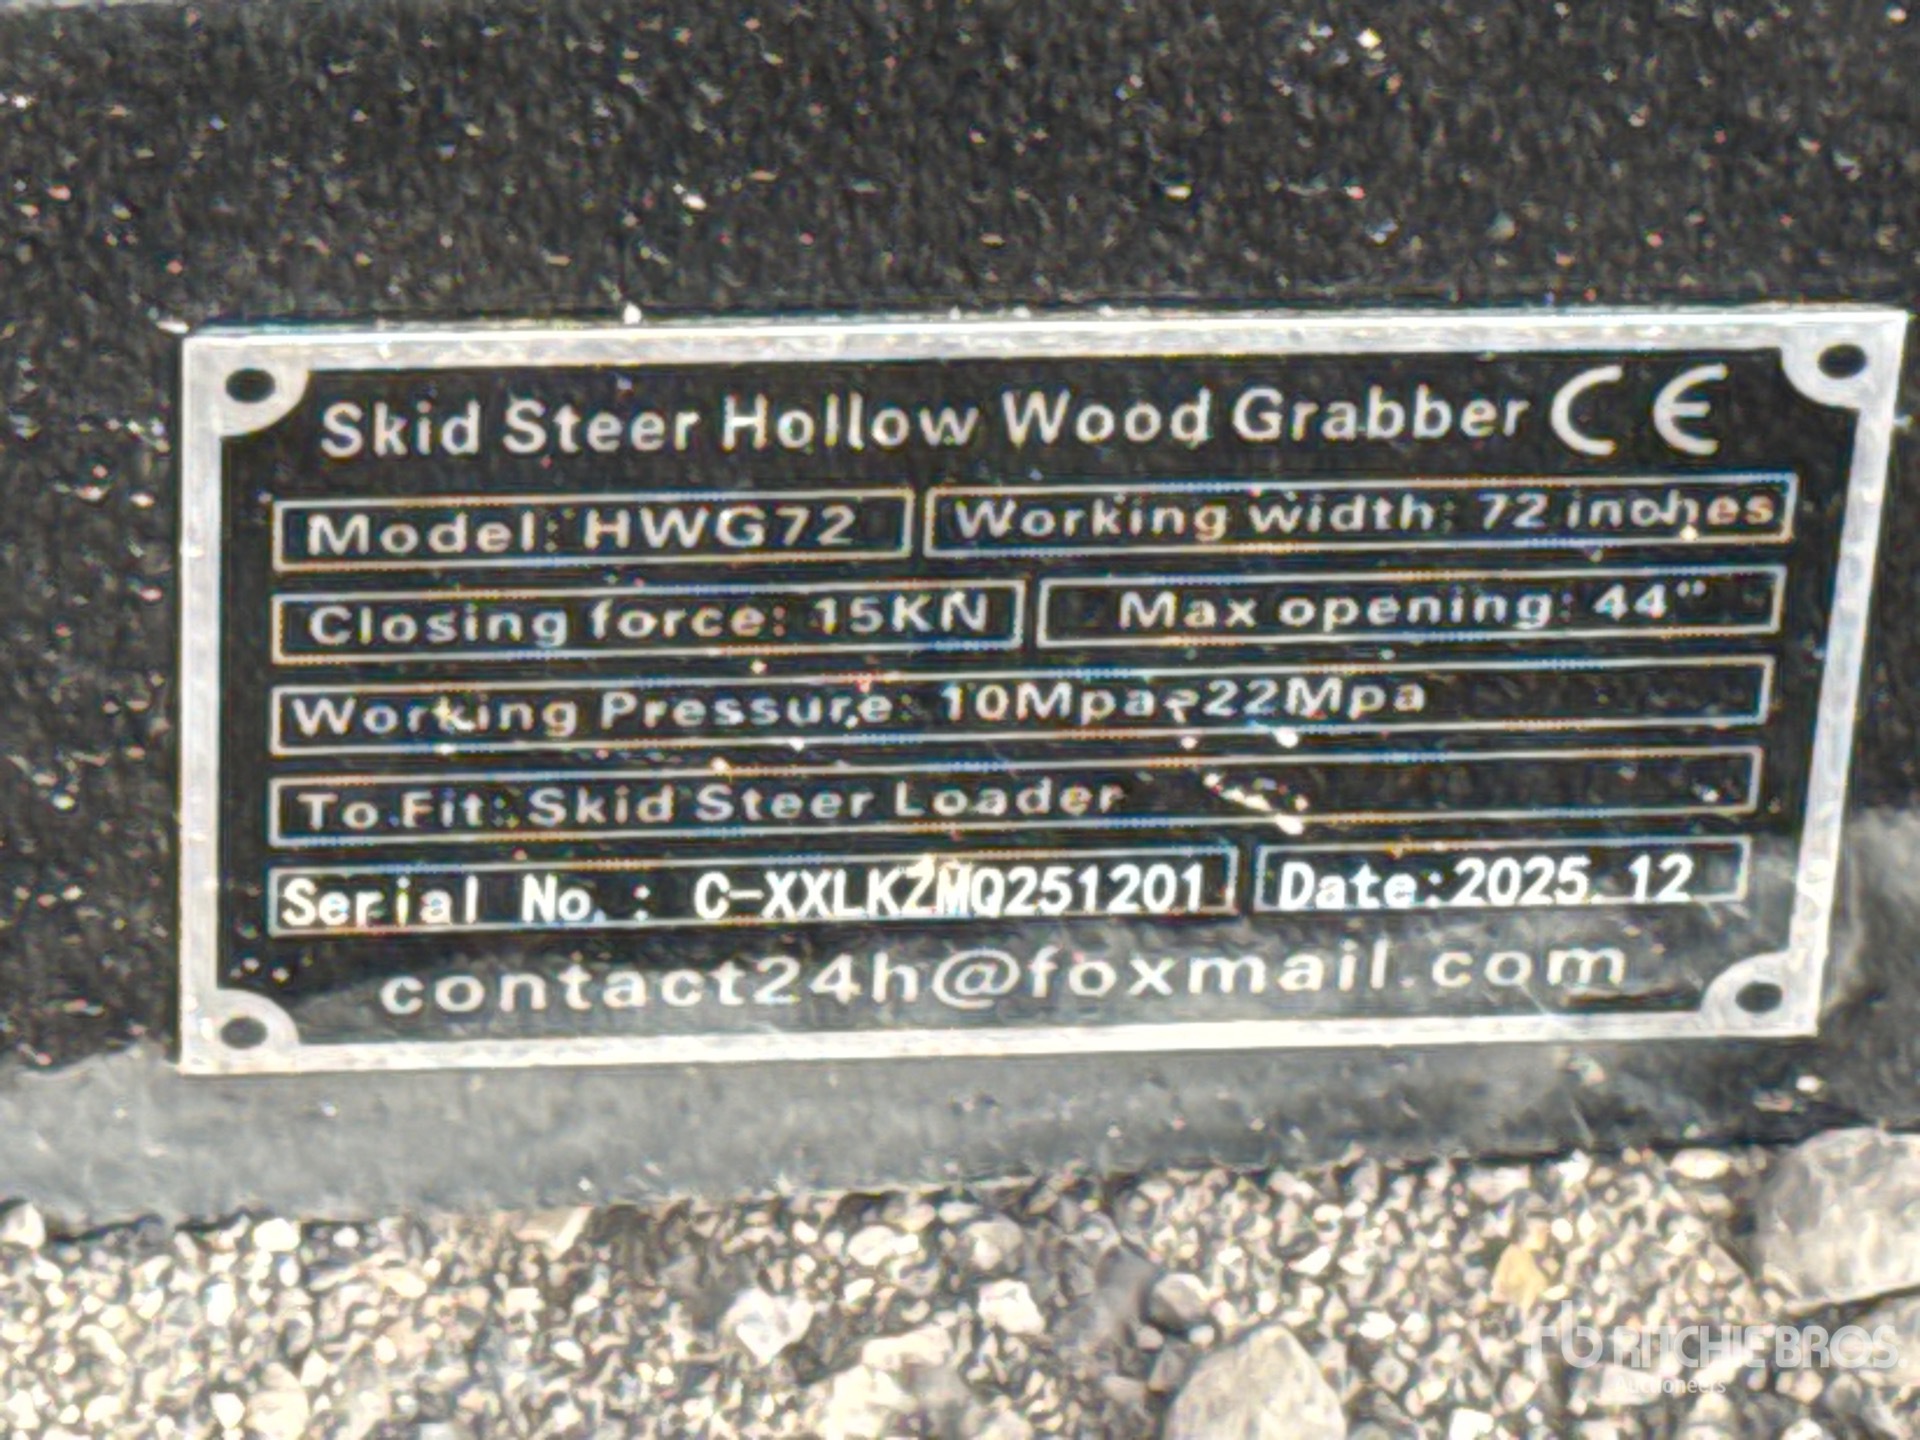 Skid Steer Hollow Wood Grabber CE
Model: HWG72 Working width: 72 inches
Closing force: 15KN Max opening: 44"
Working Pressure: 10Mpa-22Mpa
To Fit: Skid Steer Loader
Serial No.: C-XXLKZMQ251201 Date:2025.12
contact24h@foxmail.com
rb RITCHIE BROS
Auctioneers